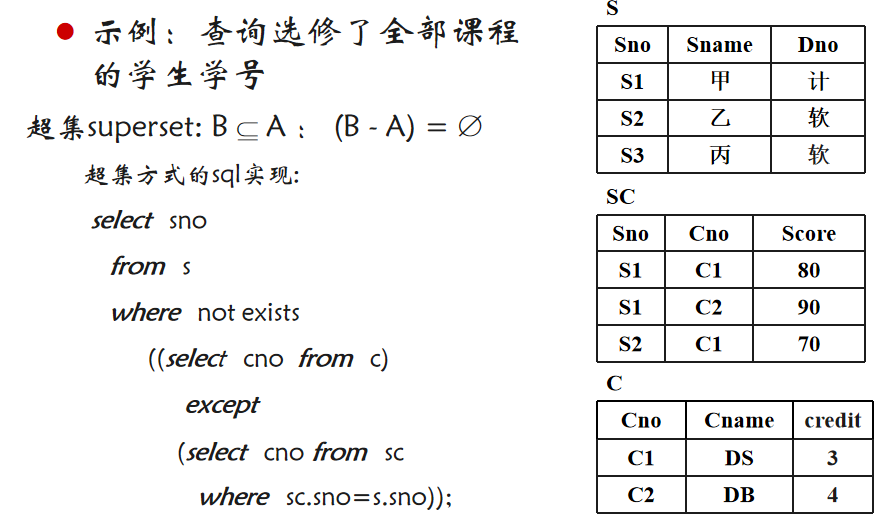 示例：查询选修了全部课程
的学生学号
超集superset: B ⊆ A ： (B - A) = ∅
超集方式的sql实现:
select sno
from s
where not exists
((select cno from c)
except
(select cno from sc
where sc.sno=s.sno));
S
Sno Sname Dno
S1 甲 计
S2 乙 软
S3 丙 软
SC
Sno Cno Score
S1 C1 80
S1 C2 90
S2 C1 70
C
Cno Cname credit
C1 DS 3
C2 DB 4